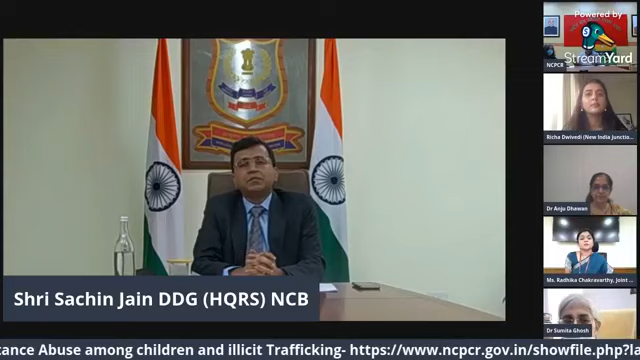 Powered by
StreamYard
NCPCR
Richa Dwivedi (New India Junctio...
Dr Anju Dhawan
Ms. Radhika Chakravarthy, Joint ...
Dr Sumita Ghosh
Shri Sachin Jain DDG (HQRS) NCB
tance Abuse among children and illicit Trafficking- https://www.ncpcr.gov.in/showfile.php?la